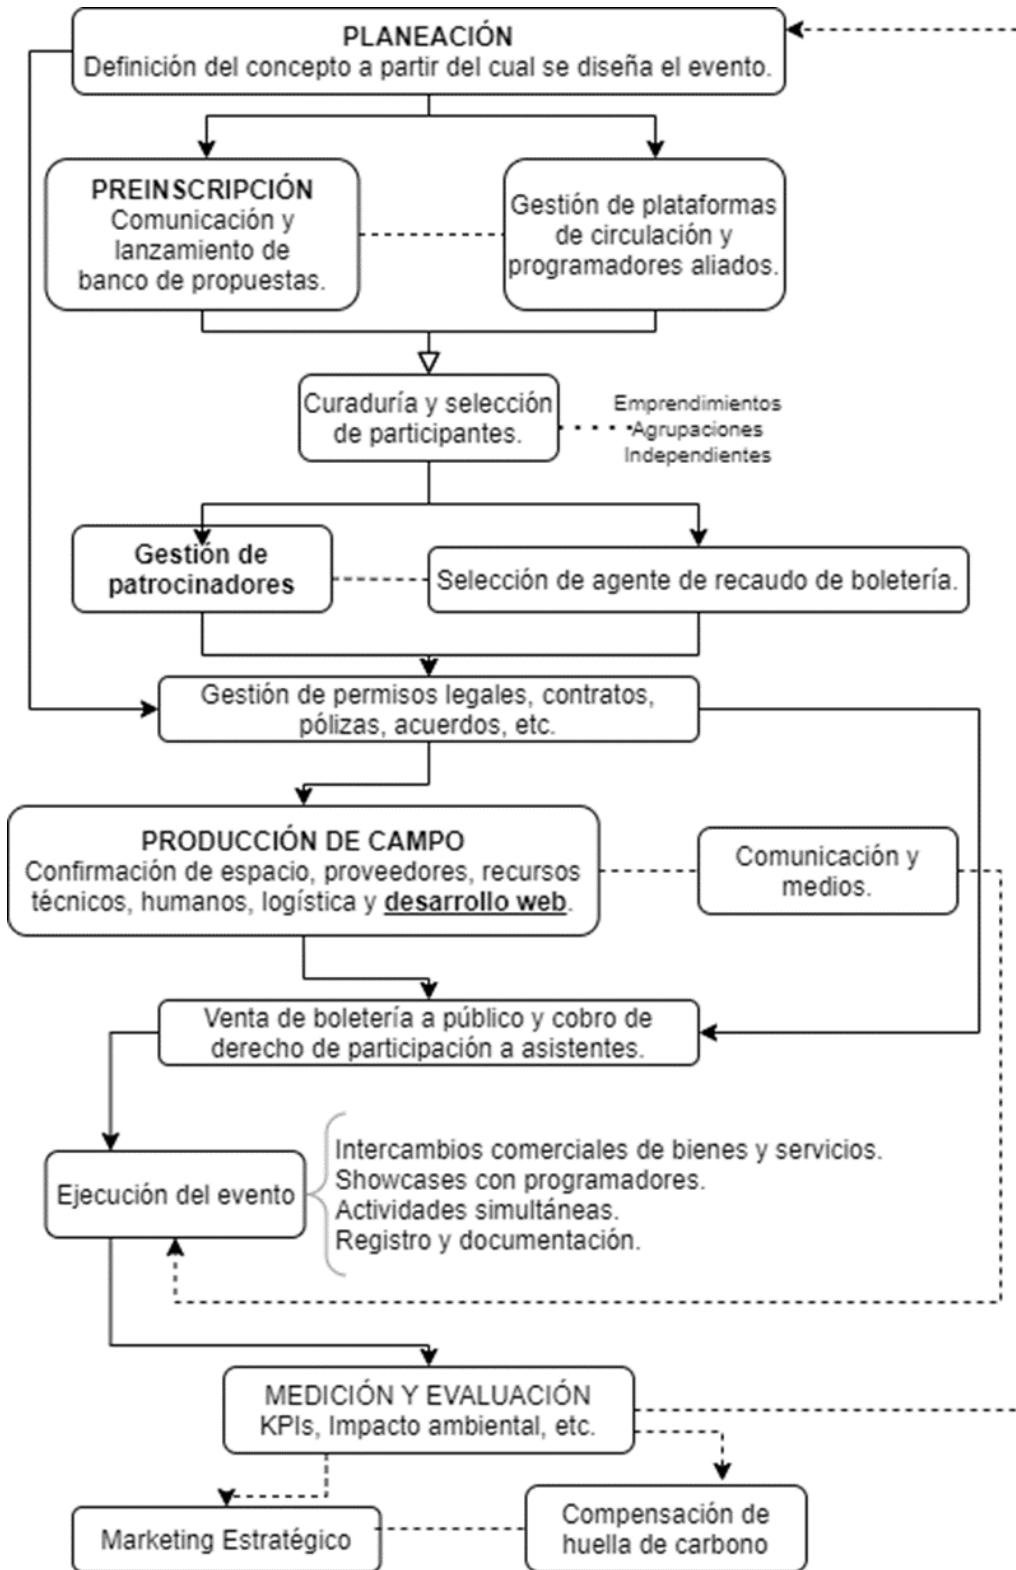 PLANEACIÓN
Definición del concepto a partir del cual se diseña el evento.
PREINSCRIPCIÓN
Comunicación y
lanzamiento de
banco de propuestas.
Gestión de plataformas
de circulación y
programadores aliados.
Curaduría y selección
de participantes.
Emprendimientos
Agrupaciones
Independientes
Gestión de
patrocinadores
Selección de agente de recaudo de boletería.
Gestión de permisos legales, contratos,
pólizas, acuerdos, etc.
PRODUCCIÓN DE CAMPO
Confirmación de espacio, proveedores, recursos
técnicos, humanos, logística y desarrollo web.
Comunicación y
medios.
Venta de boletería a público y cobro de
derecho de participación a asistentes.
Ejecución del evento
Intercambios comerciales de bienes y servicios.
Showcases con programadores.
Actividades simultáneas.
Registro y documentación.
MEDICIÓN Y EVALUACIÓN
KPIs, Impacto ambiental, etc.
Marketing Estratégico
Compensación de
huella de carbono